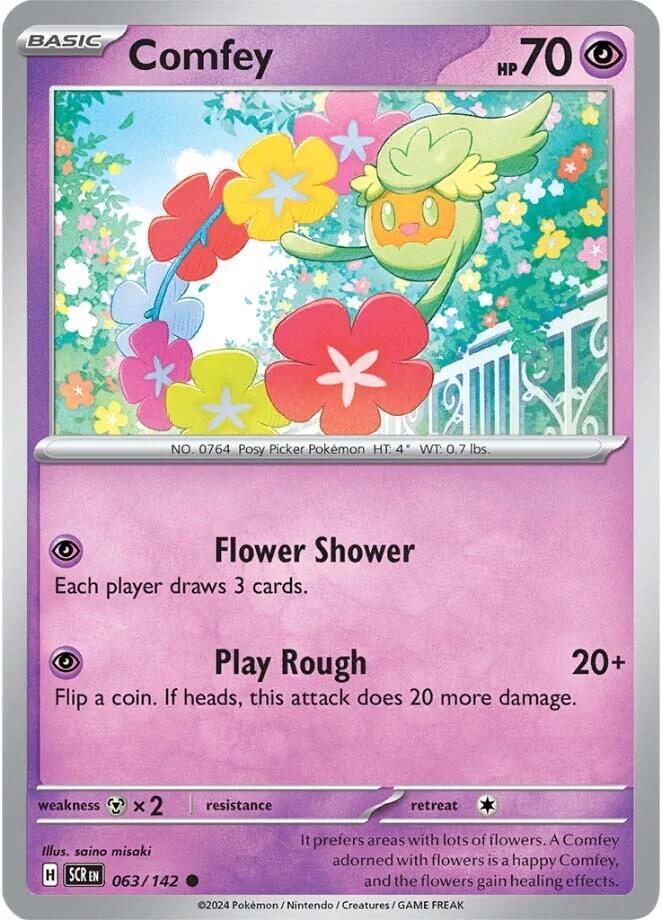 BASIC
Comfey
HP 70
NO. 0764 Posy Picker Pokémon HT: 4" WT: 0.7 lbs.
Flower Shower
Each player draws 3 cards.
Play Rough 20+
Flip a coin. If heads, this attack does 20 more damage.
weakness ×2 resistance retreat
Illus. saino misaki
It prefers areas with lots of flowers. A Comfey
adorned with flowers is a happy Comfey,
and the flowers gain healing effects.
H SCR EN 063/142
©2024 Pokémon / Nintendo / Creatures / GAME FREAK